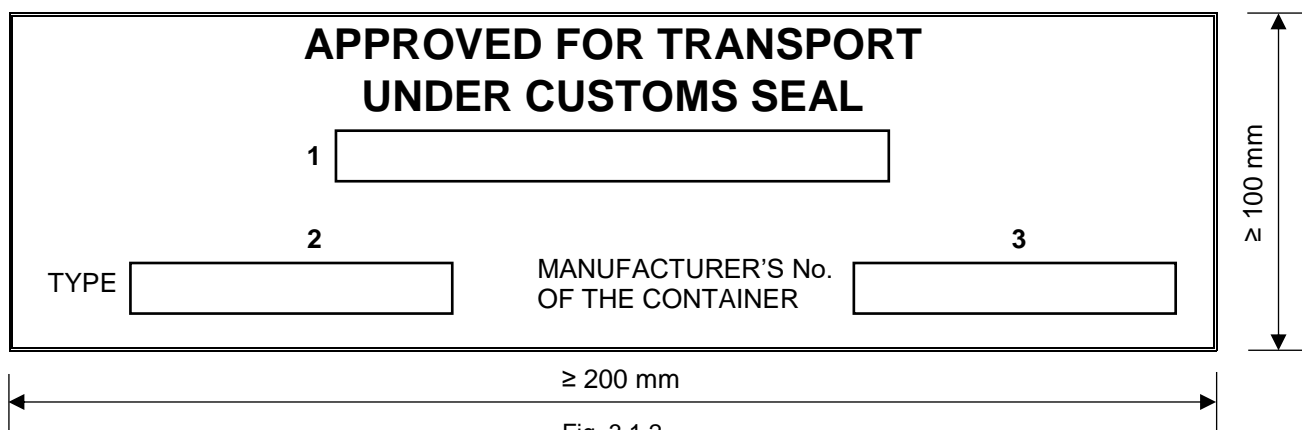 APPROVED FOR TRANSPORT
UNDER CUSTOMS SEAL
1
2
3
TYPE
MANUFACTURER’S No.
OF THE CONTAINER
≥ 100 mm
≥ 200 mm